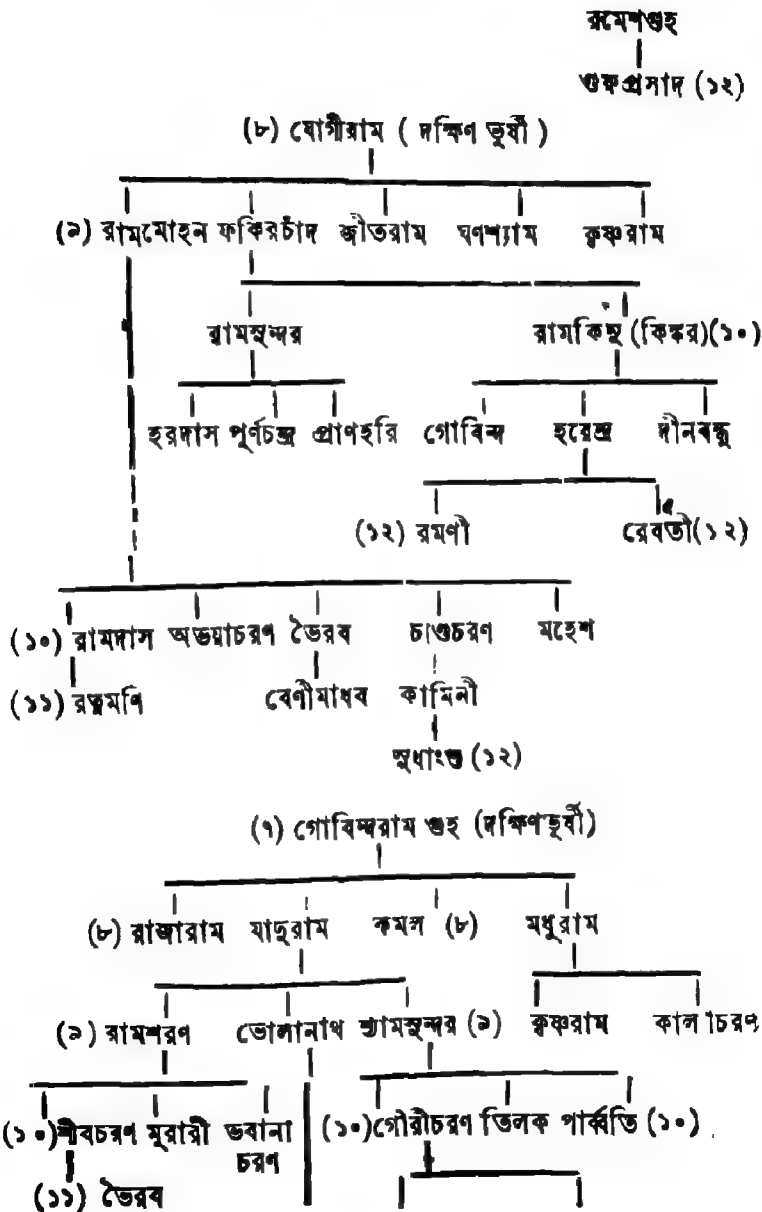 রমেশগুহ
গুরুপ্রসাদ (১২)
(৮) যোগীরাম ( দক্ষিণ ভূর্ষী )
(৯) রামমোহন ফকিরচাঁদ জীতরাম ঘণশ্যাম কৃষ্ণরাম
রামসুন্দর রামকিষু (কিঙ্কর)(১০)
হরদাস পূর্ণচন্দ্র প্রাণহরি গোবিন্দ হরেন্দ্র দীনবন্ধু
(১২) রমণী রেবতী(১২)
(১০) রামদাস অভয়াচরণ ভৈরব চাণ্ডচরণ মহেশ
(১১) রত্নমণি বেণীমাধব কামিনী
সুধাংশু (১২)
(৭) গোবিন্দরাম গুহ (দক্ষিণভূর্ষী)
(৮) রাজারাম যাদুরাম কমল (৮) মধুরাম
(৯) রামশরণ ভোলানাথ শ্যামসুন্দর (৯) কৃষ্ণরাম কালাচরণ
(১০)শীবচরণ মুরারী ভবানা (১০)গৌরীচরণ তিলক পার্ব্বতি (১০)
চরণ
(১১) ভৈরব